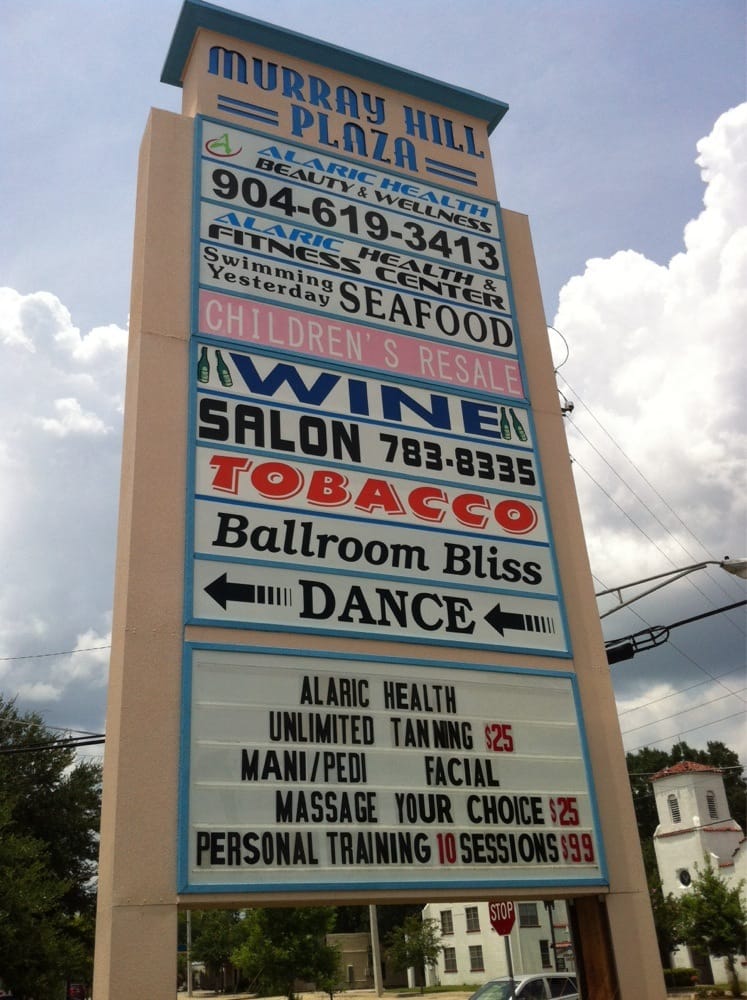 MURRAY HILL
PLAZA
ALARIC HEALTH
BEAUTY & WELLNESS
904-619-3413
ALARIC HEALTH &
FITNESS CENTER
Swimming
Yesterday SEAFOOD
CHILDREN'S RESALE
WINE
SALON 783-8335
TOBACCO
Ballroom Bliss
DANCE
ALARIC HEALTH
UNLIMITED TANNING $25
MANI/PEDI FACIAL
MASSAGE YOUR CHOICE $25
PERSONAL TRAINING 10 SESSIONS $99
STOP